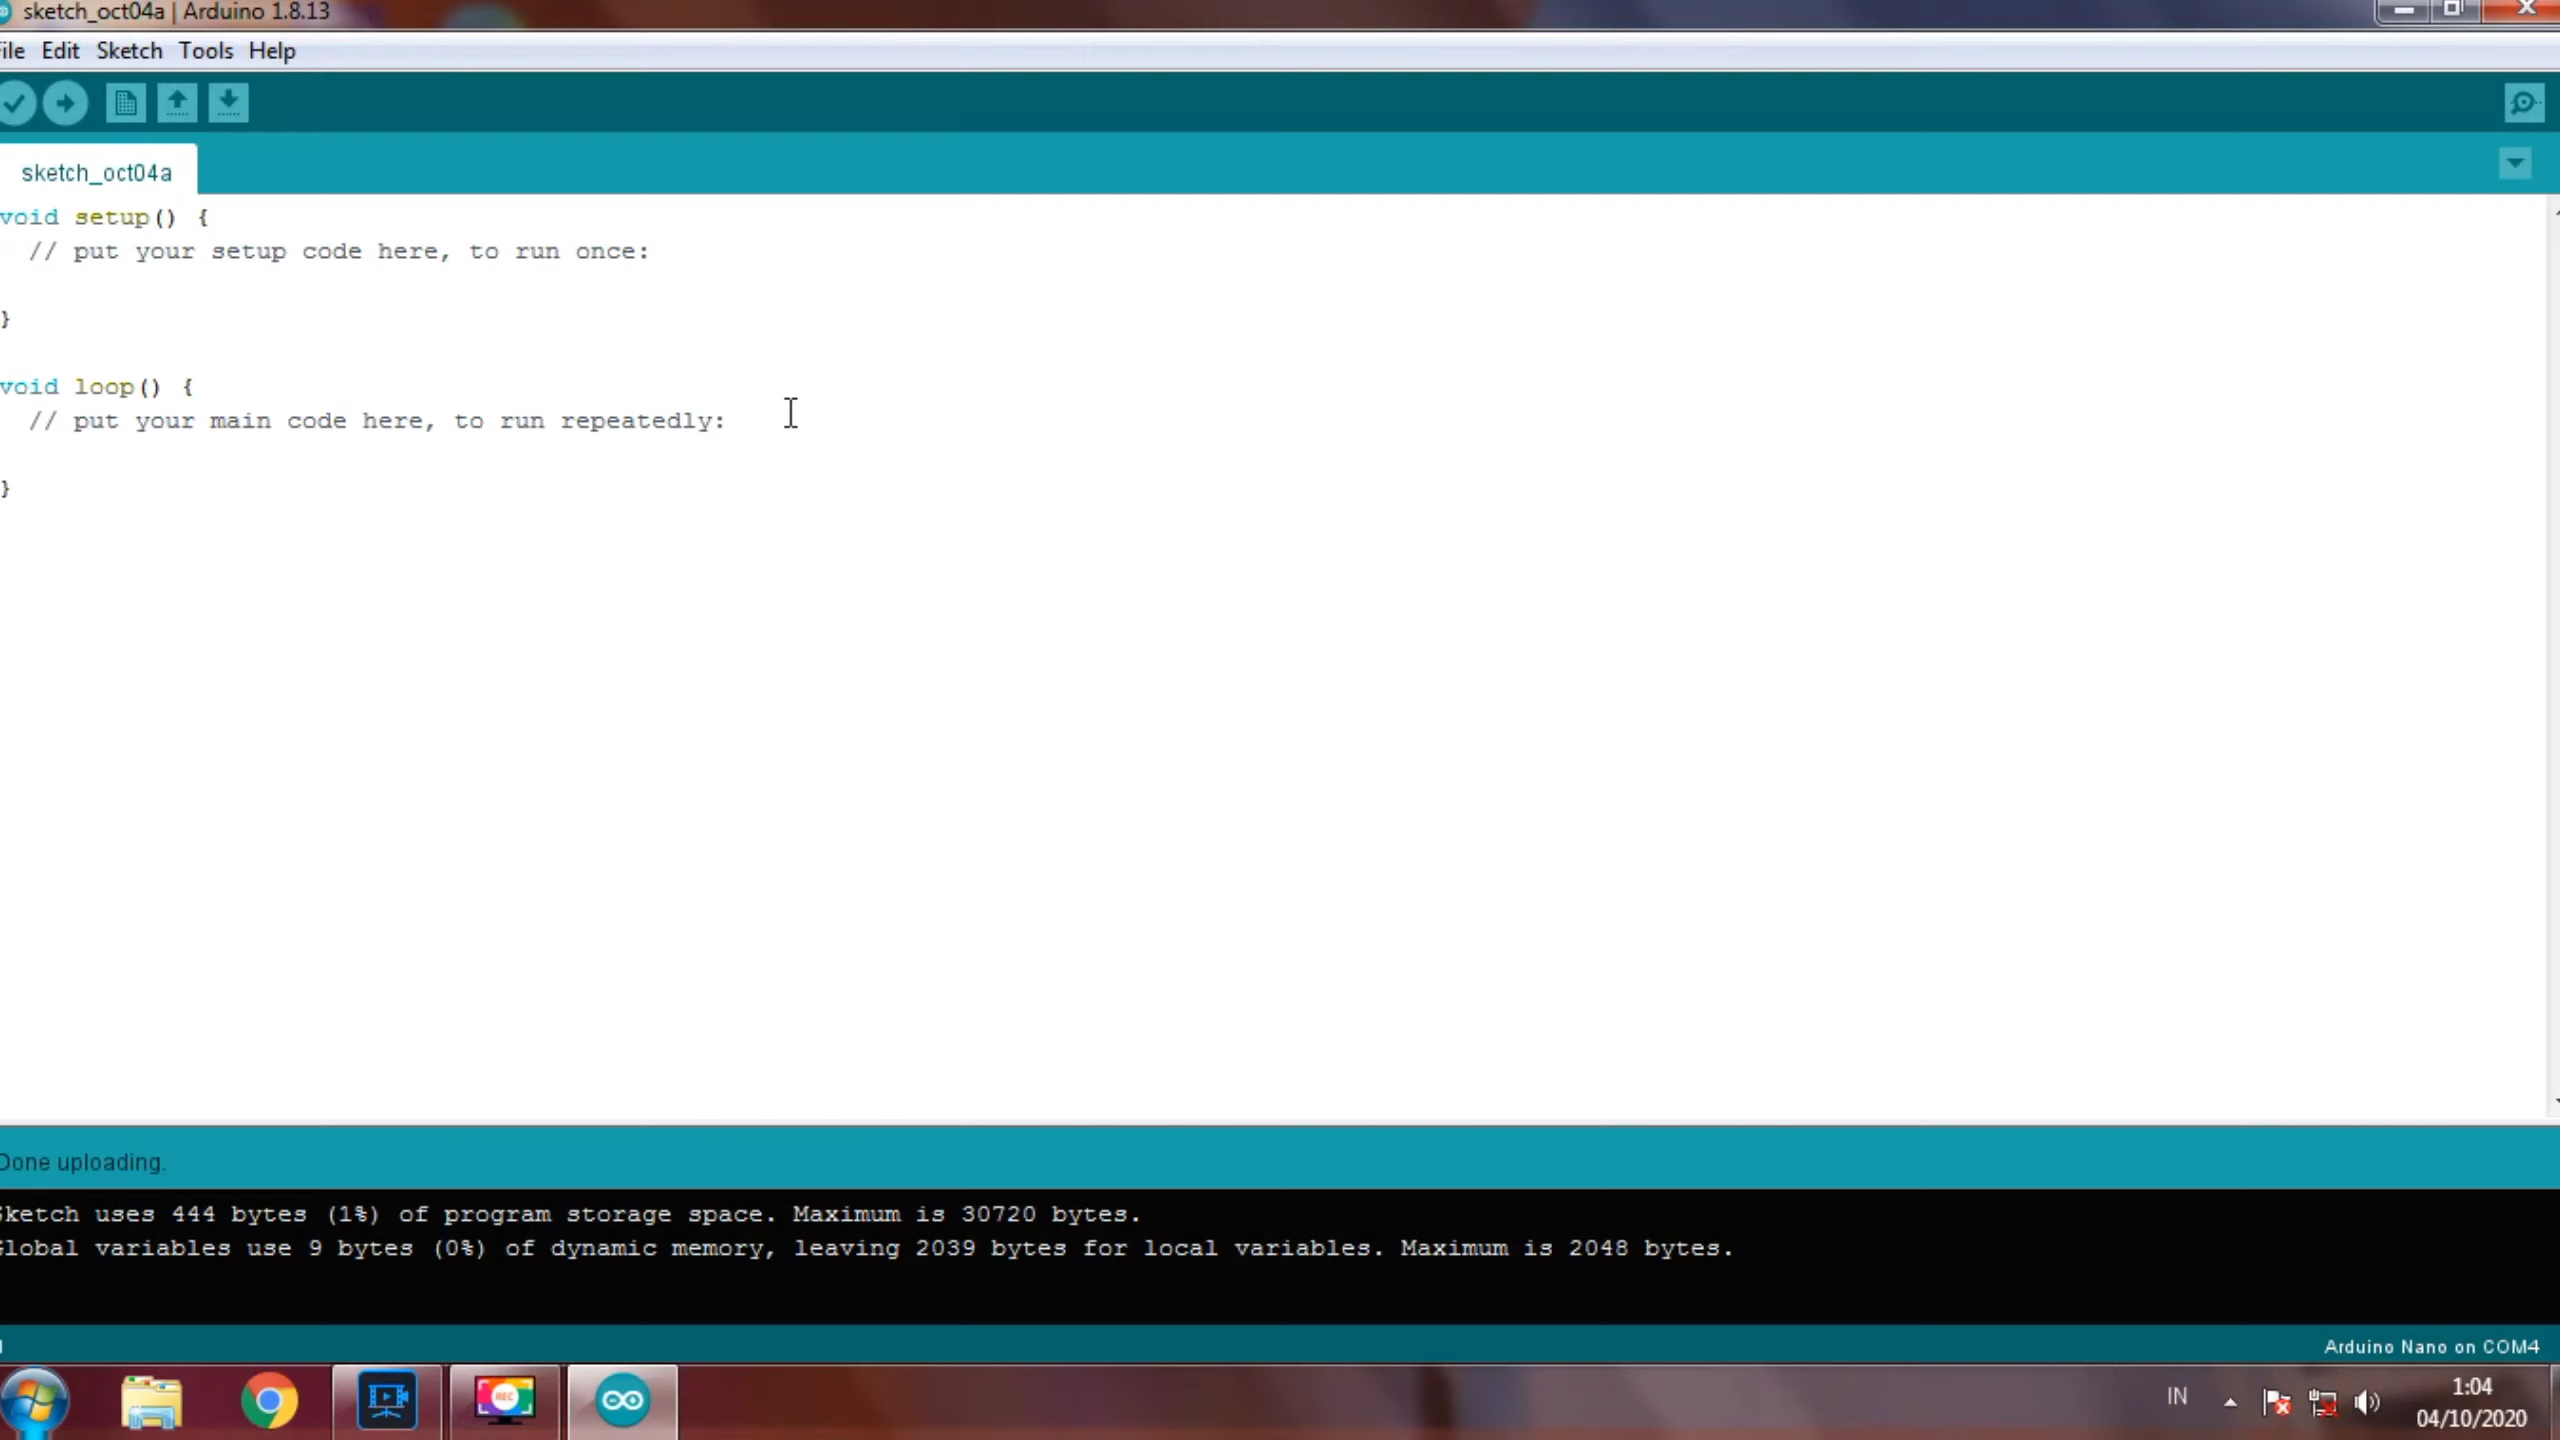 sketch_oct04a | Arduino 1.8.13
ile Edit Sketch Tools Help
sketch_oct04a
void setup() {
// put your setup code here, to run once:
}
void loop() {
// put your main code here, to run repeatedly:
}
Done uploading.
Sketch uses 444 bytes (1%) of program storage space. Maximum is 30720 bytes.
Global variables use 9 bytes (0%) of dynamic memory, leaving 2039 bytes for local variables. Maximum is 2048 bytes.
Arduino Nano on COM4
REC
IN
1:04
04/10/2020